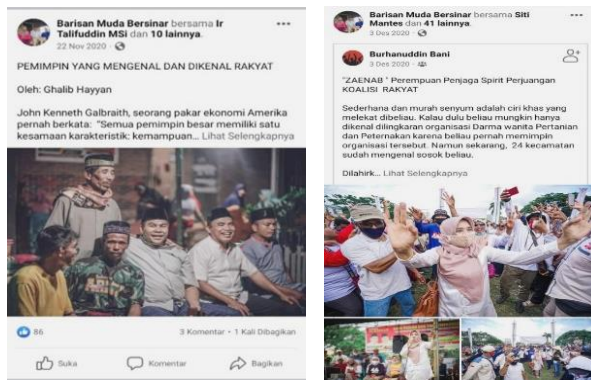 Barisan Muda Bersinar bersama Ir
Talifuddin MSi dan 10 lainnya.
22 Nov 2020 ·
PEMIMPIN YANG MENGENAL DAN DIKENAL RAKYAT
Oleh: Ghalib Hayyan
John Kenneth Galbraith, seorang pakar ekonomi Amerika
pernah berkata: "Semua pemimpin besar memiliki satu
kesamaan karakteristik: kemampuan... Lihat Selengkapnya
86
3 Komentar • 1 Kali Dibagikan
Suka
Komentar
Bagikan
Barisan Muda Bersinar bersama Siti
Mantes dan 41 lainnya.
3 Des 2020 ·
Burhanuddin Bani
3 Des 2020 ·
"ZAENAB " Perempuan Penjaga Spirit Perjuangan
KOALISI RAKYAT
Sederhana dan murah senyum adalah ciri khas yang
melekat dibeliau. Kalau dulu beliau mungkin hanya
dikenal dilingkaran organisasi Darma wanita Pertanian
dan Peternakan karena beliau pernah memimpin
organisasi tersebut. Namun sekarang, 24 kecamatan
sudah mengenal sosok beliau.
Dilahirk... Lihat Selengkapnya